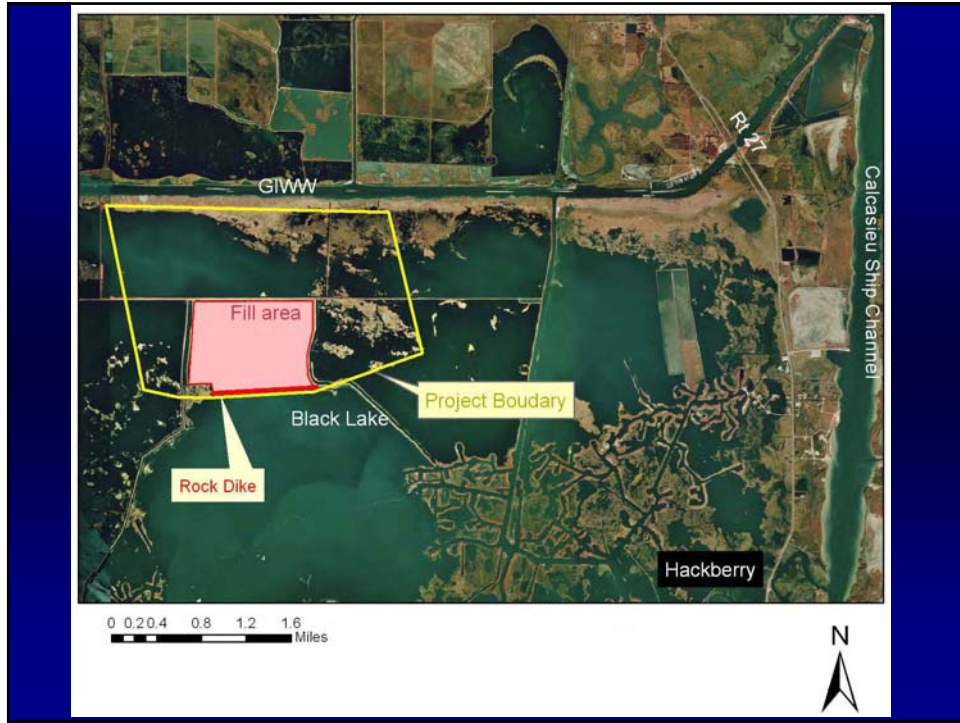 Rt 27
GIWW
Calcasieu Ship Channel
Fill area
Project Boudary
Black Lake
Rock Dike
Hackberry
0 0.2 0.4 0.8 1.2 1.6
Miles
N